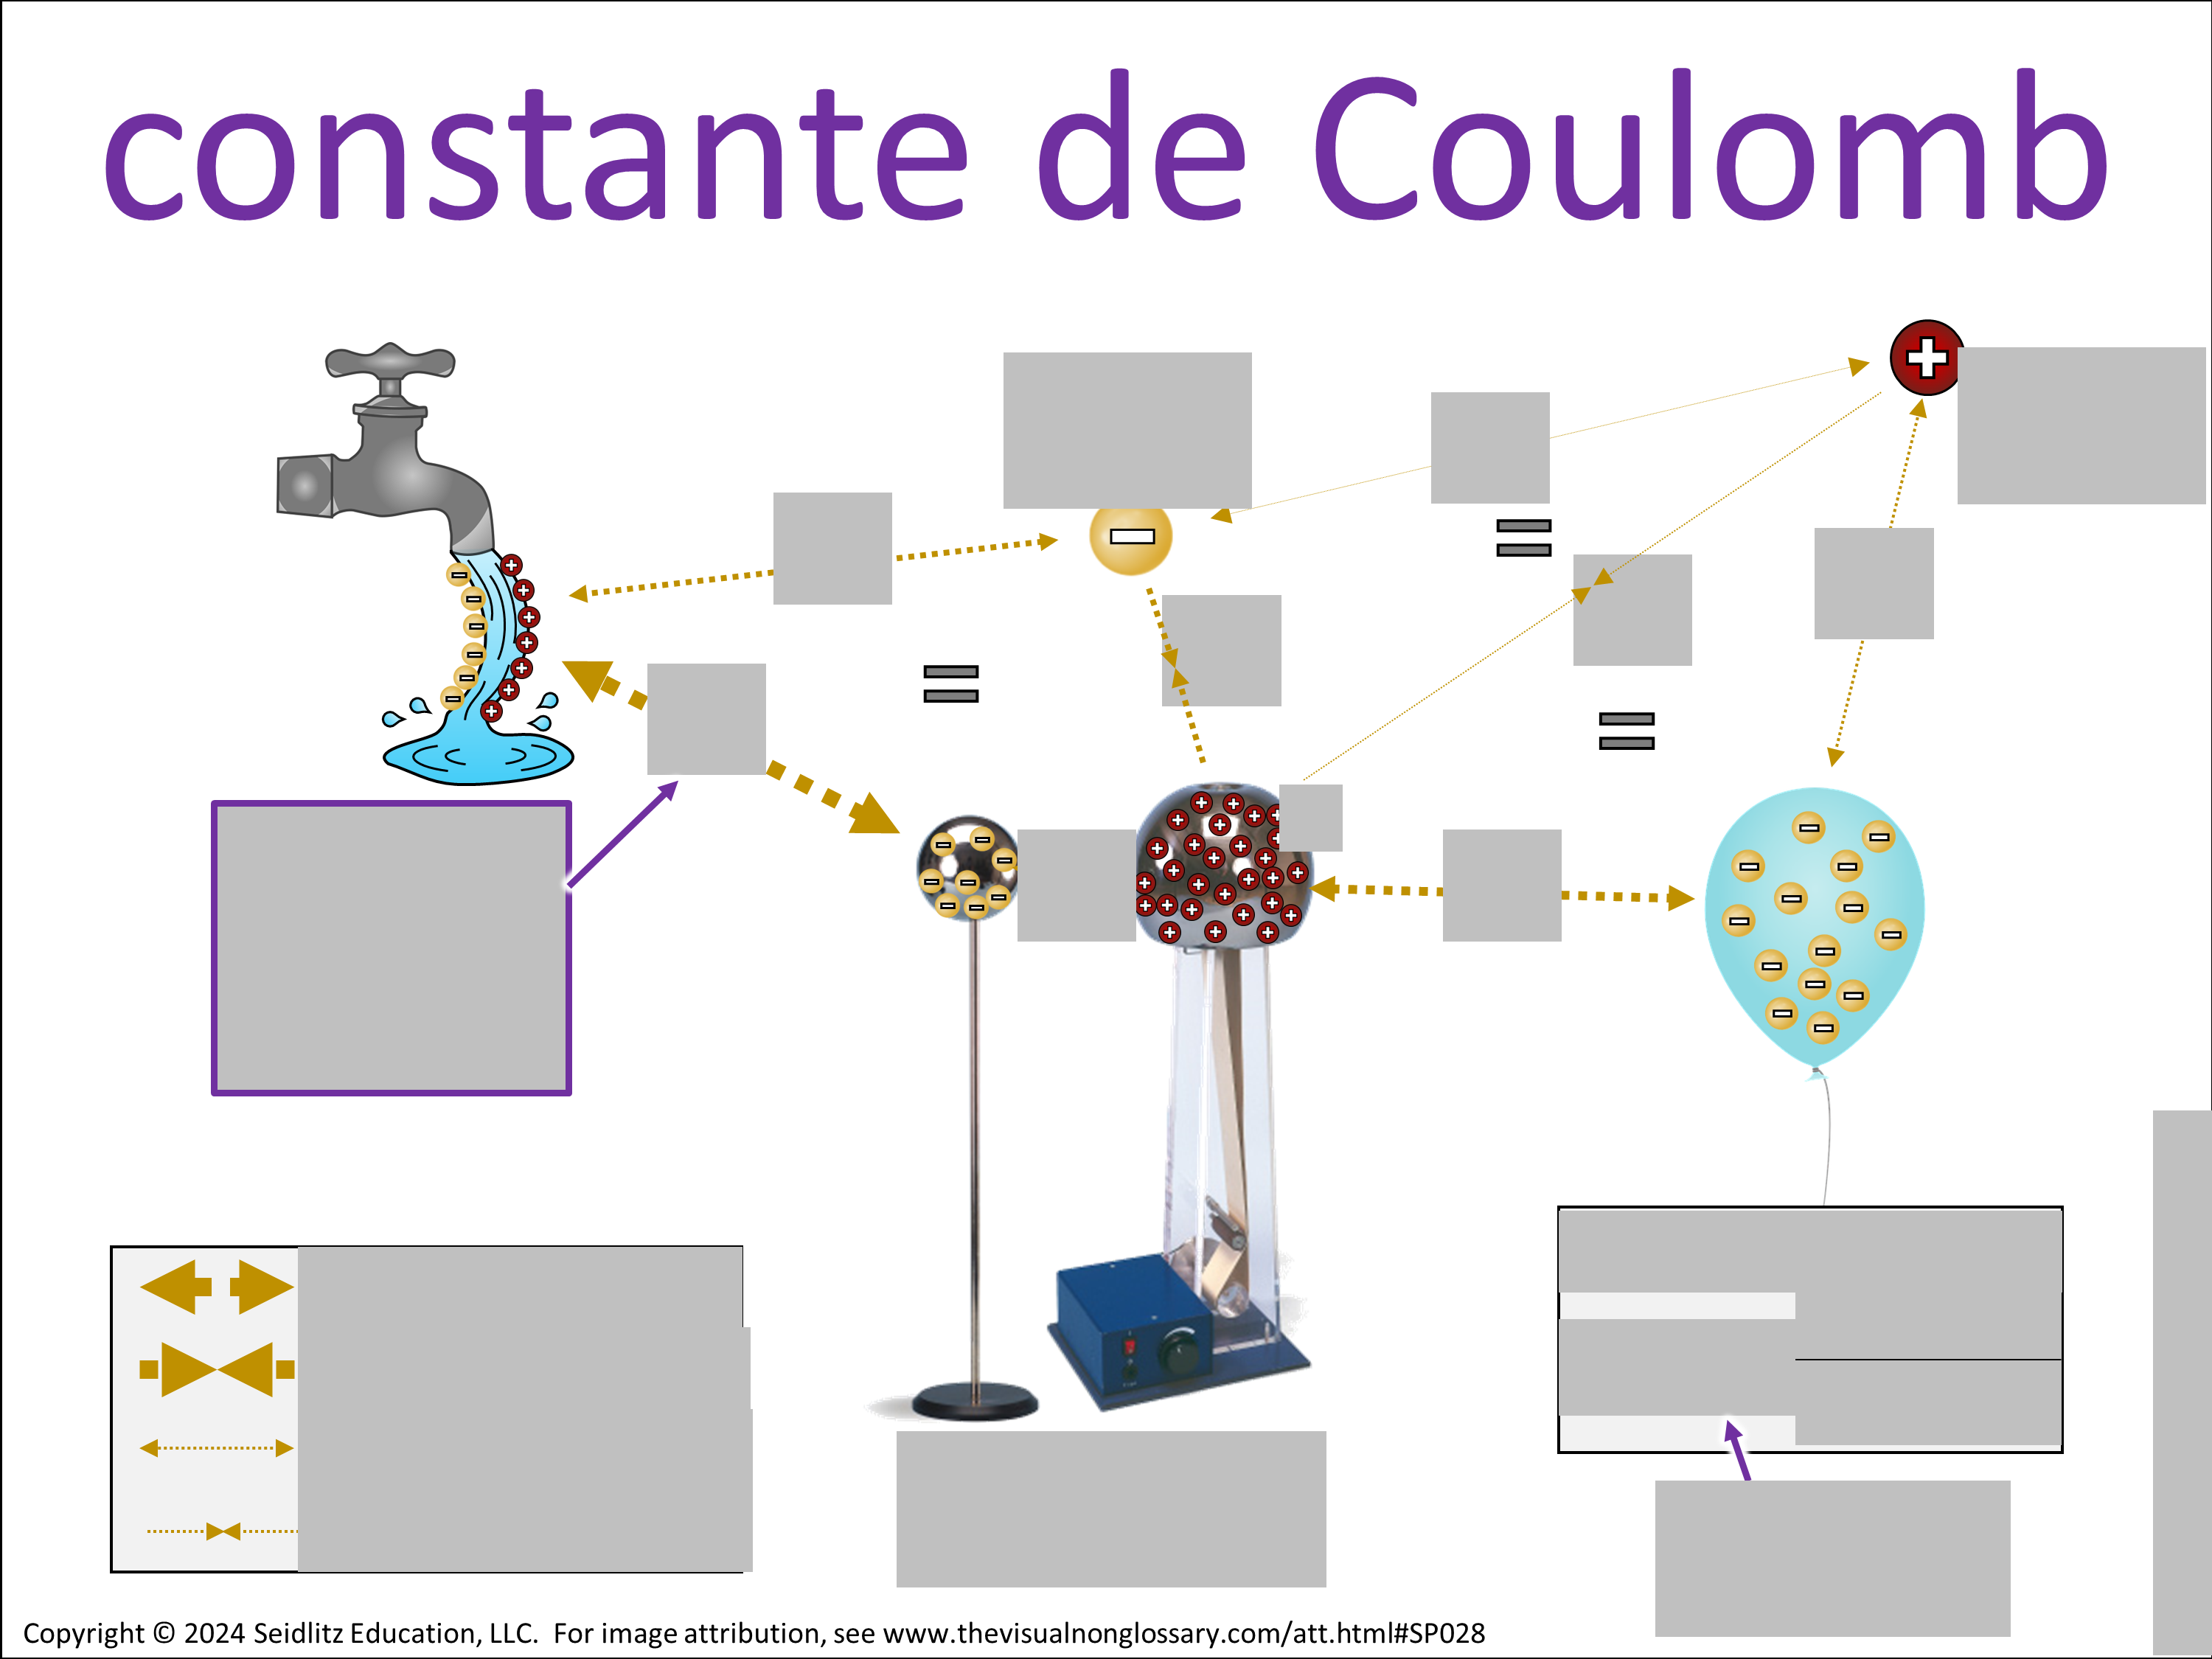 constante de Coulomb
Copyright © 2024 Seidlitz Education, LLC.  For image attribution, see www.thevisualnonglossary.com/att.html#SP028